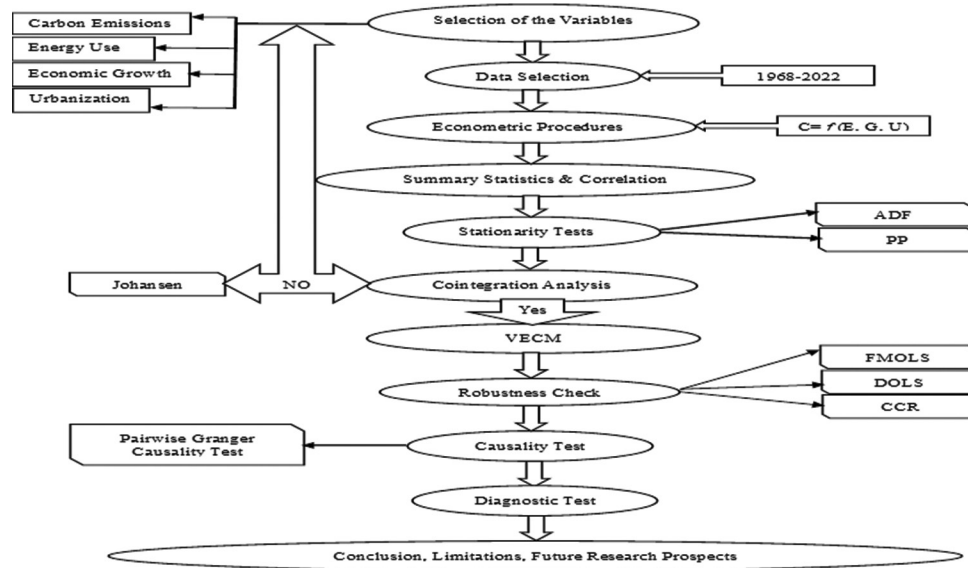 Carbon Emissions
Selection of the Variables
Energy Use
Economic Growth
Urbanization
Data Selection
1968-2022
Econometric Procedures
C= f (E, G, U)
Summary Statistics & Correlation
Stationarity Tests
ADF
PP
Johansen
NO
Cointegration Analysis
Yes
VECM
Robustness Check
FMOLS
DOLS
CCR
Pairwise Granger
Causality Test
Causality Test
Diagnostic Test
Conclusion, Limitations, Future Research Prospects